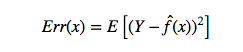 Err(x) = E [(Y − f̂(x))²]